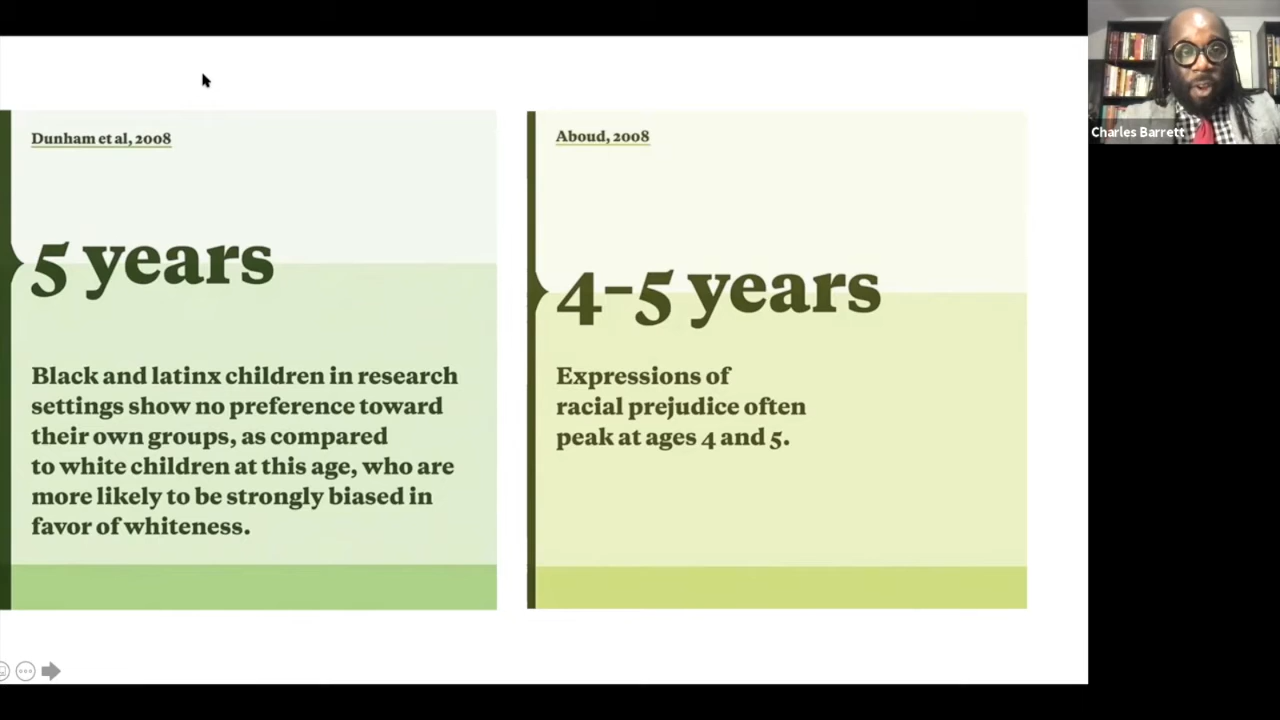 Dunham et al, 2008
5 years
Black and latinx children in research
settings show no preference toward
their own groups, as compared
to white children at this age, who are
more likely to be strongly biased in
favor of whiteness.
Aboud, 2008
4-5 years
Expressions of
racial prejudice often
peak at ages 4 and 5.
Charles Barrett